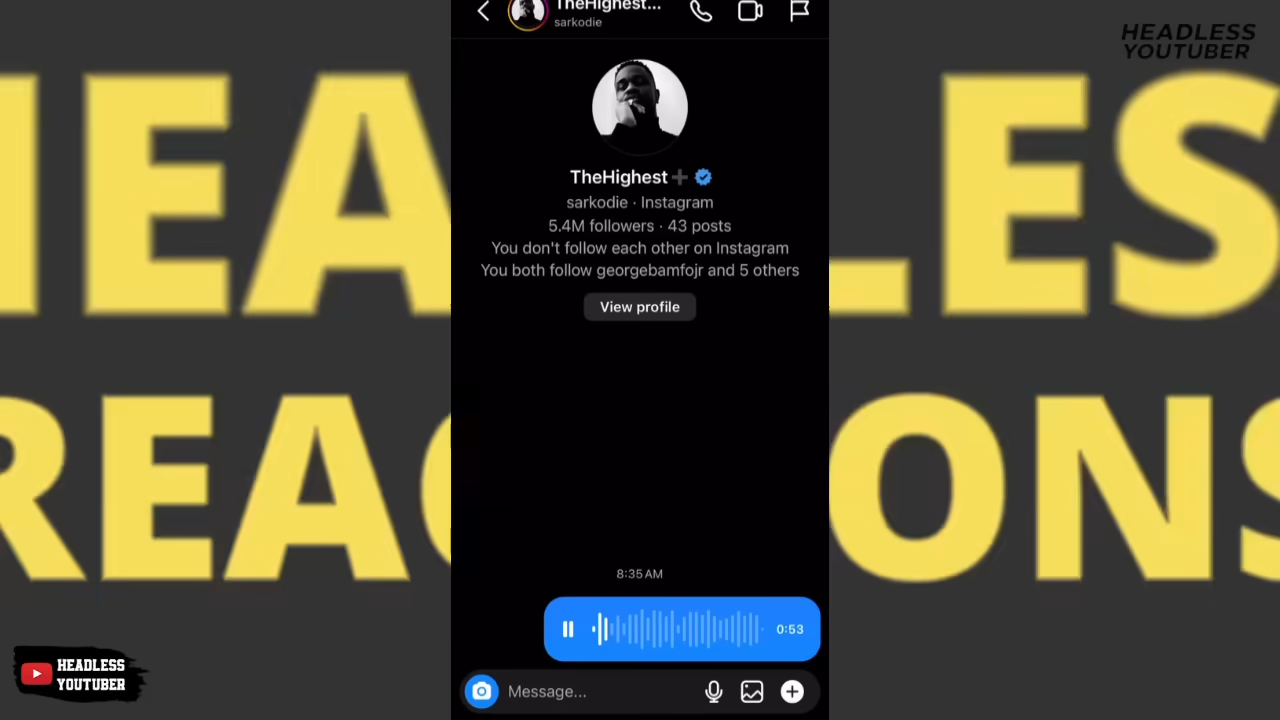 HEADLESS
YOUTUBER
TheHighest...
sarkodie
TheHighest➕
sarkodie · Instagram
5.4M followers · 43 posts
You don't follow each other on Instagram
You both follow georgebamfojr and 5 others
View profile
8:35 AM
0:53
Message...
HEADLESS
YOUTUBER